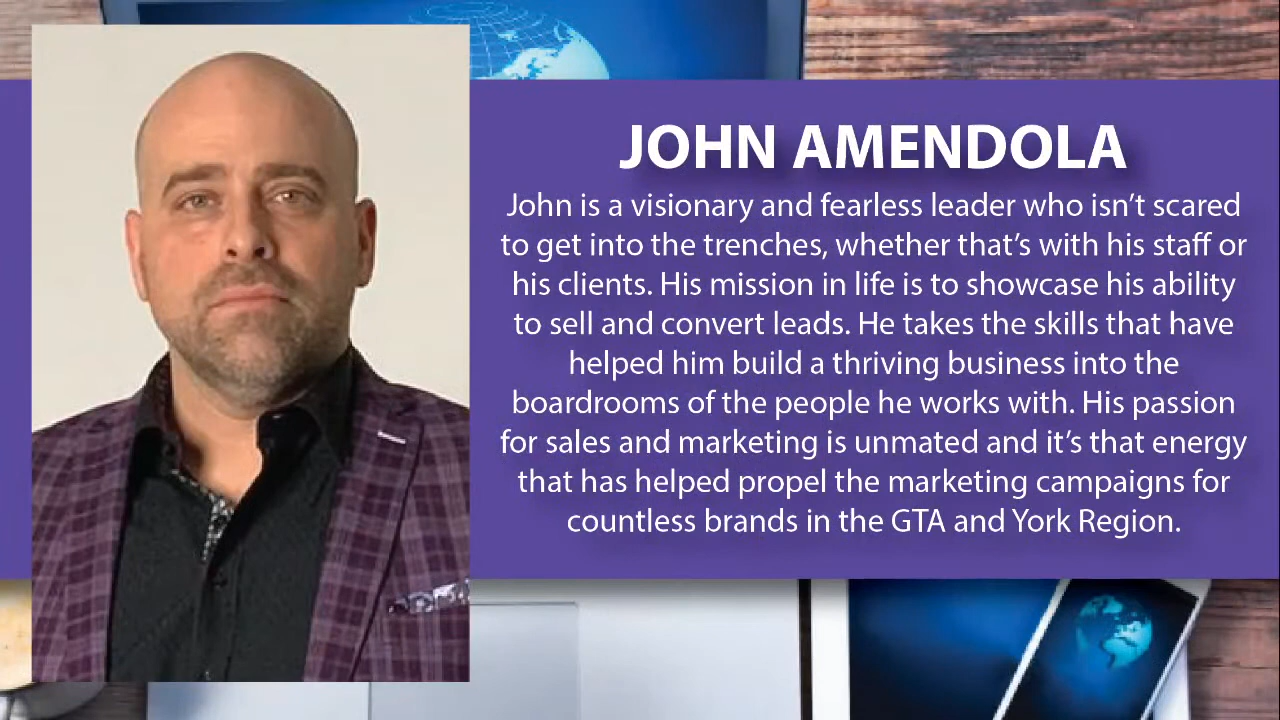 JOHN AMENDOLA
John is a visionary and fearless leader who isn’t scared
to get into the trenches, whether that’s with his staff or
his clients. His mission in life is to showcase his ability
to sell and convert leads. He takes the skills that have
helped him build a thriving business into the
boardrooms of the people he works with. His passion
for sales and marketing is unmated and it’s that energy
that has helped propel the marketing campaigns for
countless brands in the GTA and York Region.